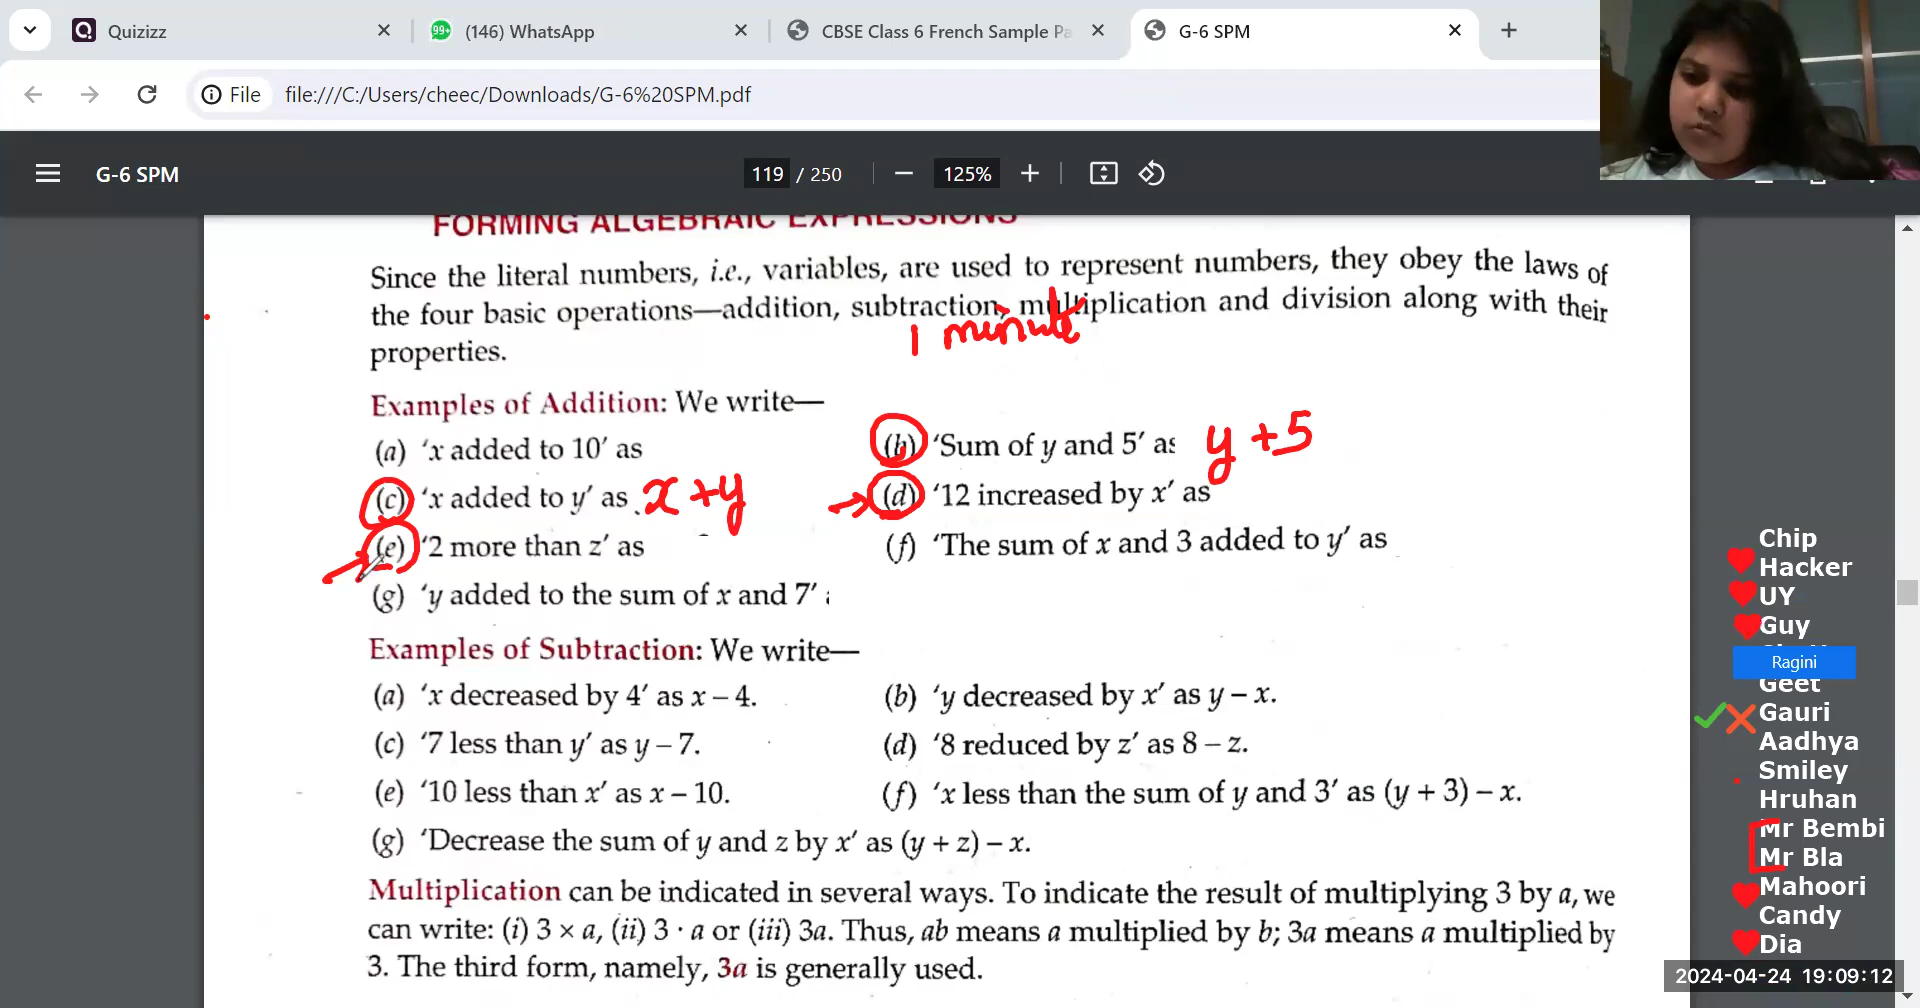 Quizizz
99+ (146) WhatsApp
CBSE Class 6 French Sample Pa
G-6 SPM
File file:///C:/Users/cheec/Downloads/G-6%20SPM.pdf
G-6 SPM
119 / 250
125%
FORMING ALGEBRAIC EXPRESSIONS
Since the literal numbers, i.e., variables, are used to represent numbers, they obey the laws of
the four basic operations—addition, subtraction, multiplication and division along with their
1 minute
properties.
Examples of Addition: We write—
(a) ‘x added to 10’ as
(b) ‘Sum of y and 5’ as y + 5
(c) ‘x added to y’ as x + y
(d) ‘12 increased by x’ as
(e) ‘2 more than z’ as
(f) ‘The sum of x and 3 added to y’ as
(g) ‘y added to the sum of x and 7’
Examples of Subtraction: We write—
(a) ‘x decreased by 4’ as x – 4.
(b) ‘y decreased by x’ as y – x.
(c) ‘7 less than y’ as y – 7.
(d) ‘8 reduced by z’ as 8 – z.
(e) ‘10 less than x’ as x – 10.
(f) ‘x less than the sum of y and 3’ as (y + 3) – x.
(g) ‘Decrease the sum of y and z by x’ as (y + z) – x.
Multiplication can be indicated in several ways. To indicate the result of multiplying 3 by a, we
can write: (i) 3 × a, (ii) 3 · a or (iii) 3a. Thus, ab means a multiplied by b; 3a means a multiplied by
3. The third form, namely, 3a is generally used.
Chip
Hacker
UY
Guy
Ragini
Geet
Gauri
Aadhya
Smiley
Hruhan
Mr Bembi
Mr Bla
Mahoori
Candy
Dia
2024-04-24 19:09:12